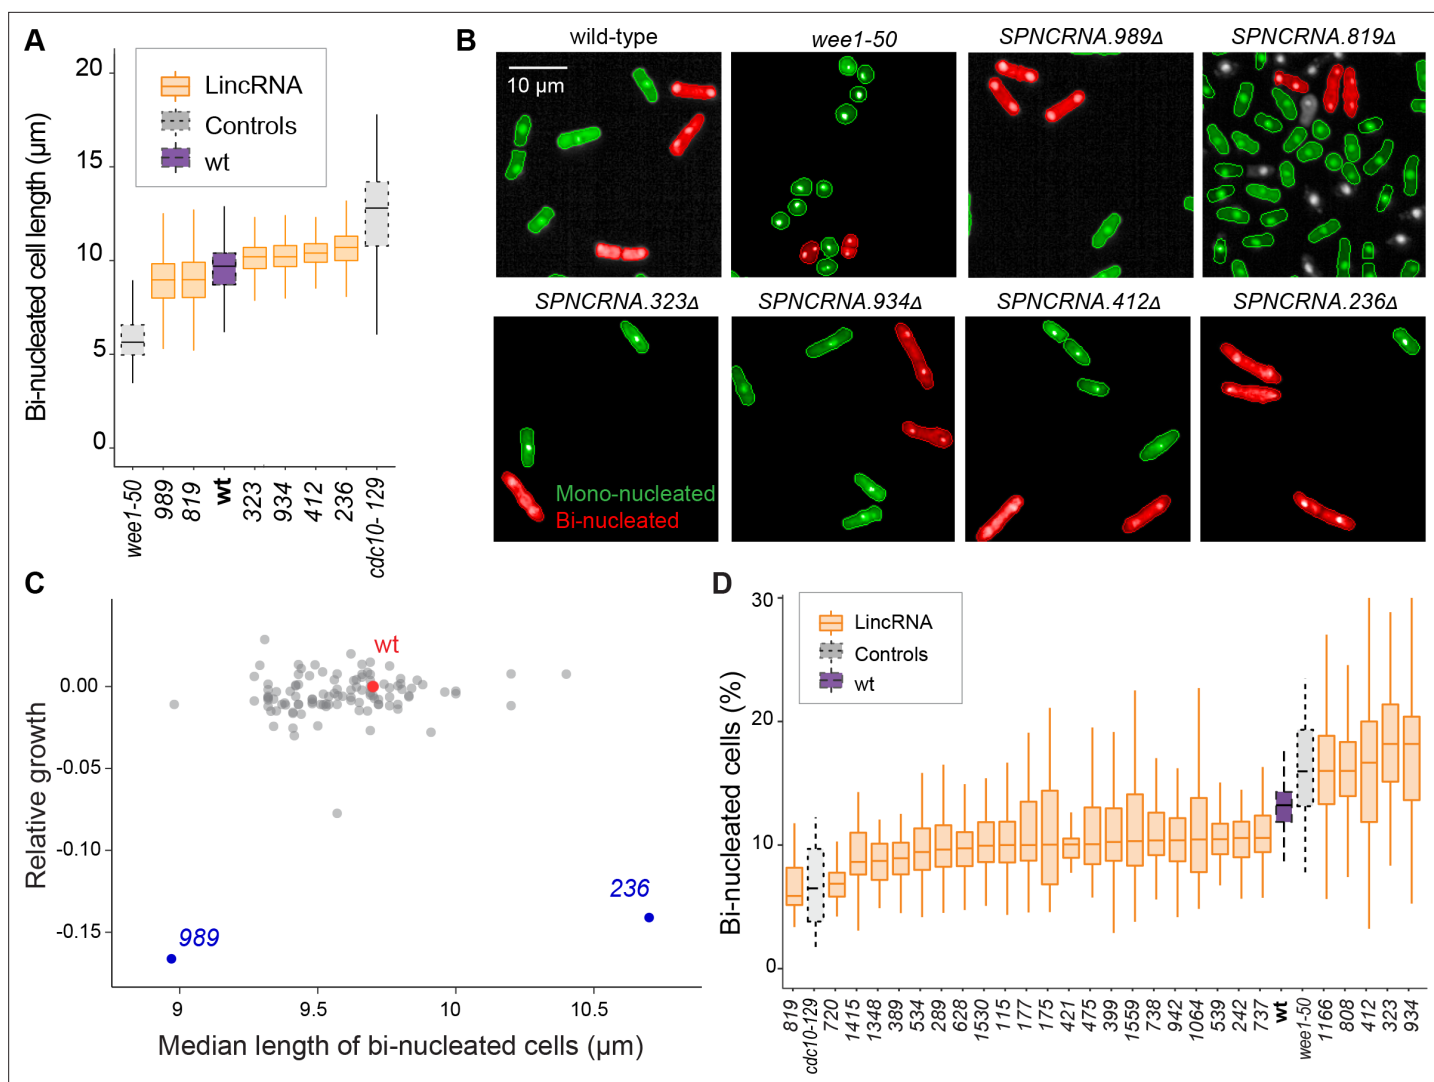 A
20
15
10
5
0
Bi-nucleated cell length (μm)
LincRNA
Controls
wt
wee1-50
989
819
wt
323
934
412
236
cdc10- 129
B
wild-type
wee1-50
SPNCRNA.989Δ
SPNCRNA.819Δ
10 μm
SPNCRNA.323Δ
SPNCRNA.934Δ
SPNCRNA.412Δ
SPNCRNA.236Δ
Mono-nucleated
Bi-nucleated
C
0.00
-0.05
-0.10
-0.15
Relative growth
wt
236
989
9
9.5
10
10.5
Median length of bi-nucleated cells (μm)
D
30
20
10
0
Bi-nucleated cells (%)
LincRNA
Controls
wt
819
cdc10-129
720
1415
1348
389
534
289
628
1530
115
177
175
421
475
399
1559
738
942
1064
539
242
737
wt
wee1-50
1166
808
412
323
934